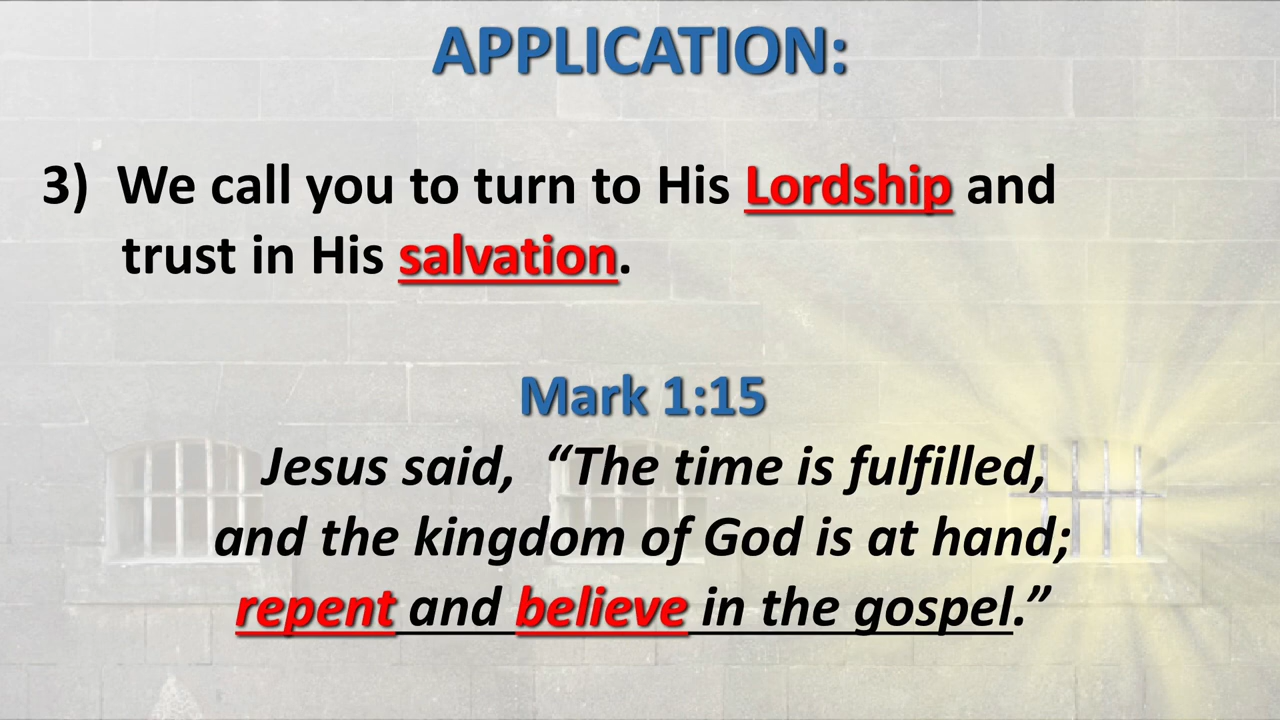 APPLICATION:
3) We call you to turn to His Lordship and
trust in His salvation.
Mark 1:15
Jesus said, “The time is fulfilled,
and the kingdom of God is at hand;
repent and believe in the gospel.”